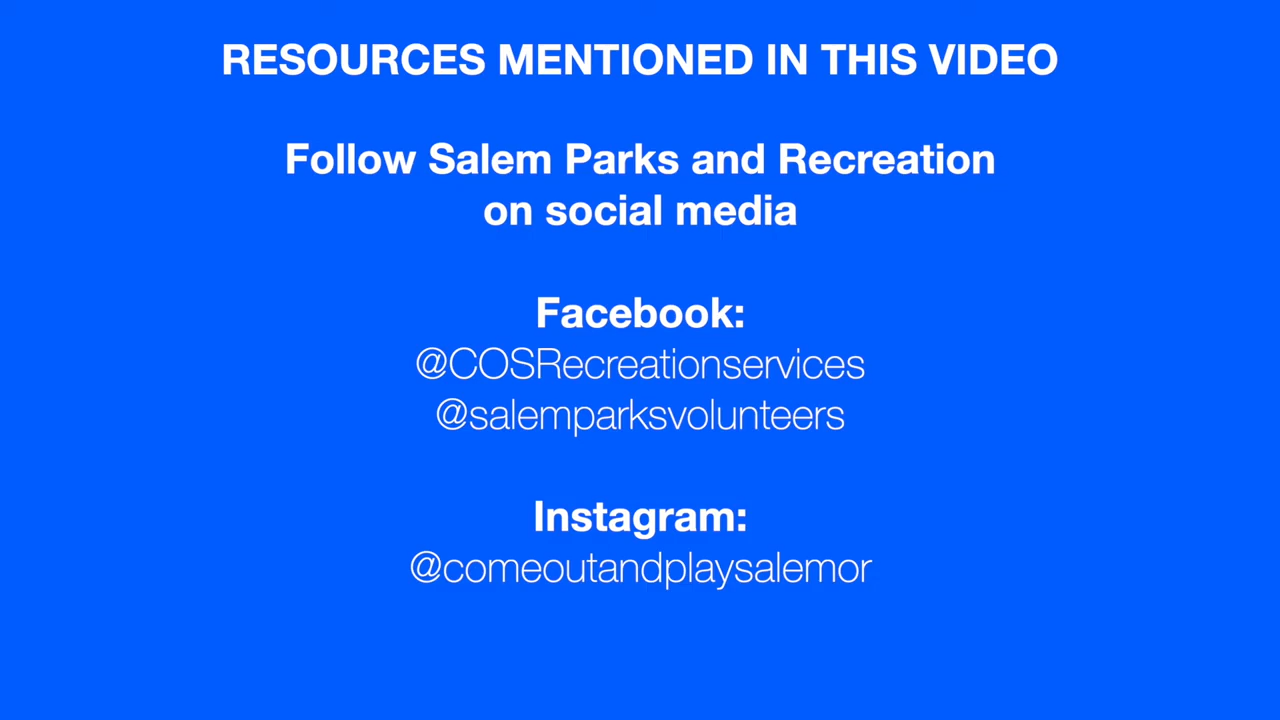 RESOURCES MENTIONED IN THIS VIDEO
Follow Salem Parks and Recreation
on social media
Facebook:
@COSRecreationservices
@salemparksvolunteers
Instagram:
@comeoutandplaysalemor